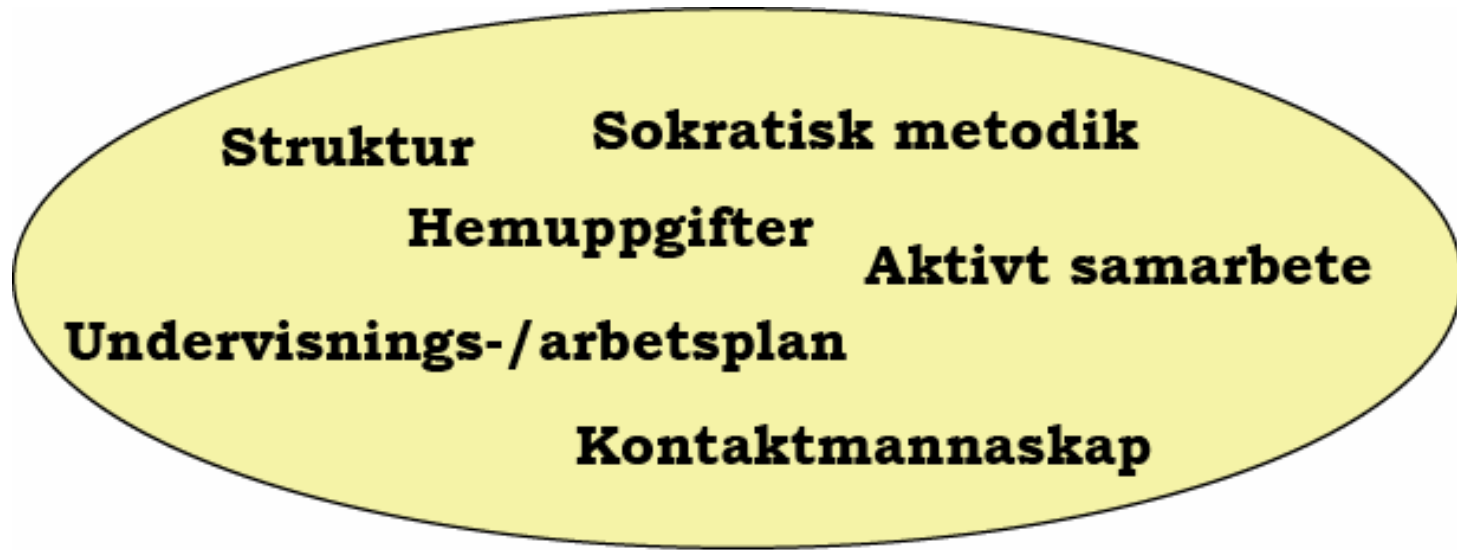 Struktur
Sokratisk metodik
Hemuppgifter
Aktivt samarbete
Undervisnings-/arbetsplan
Kontaktmannaskap